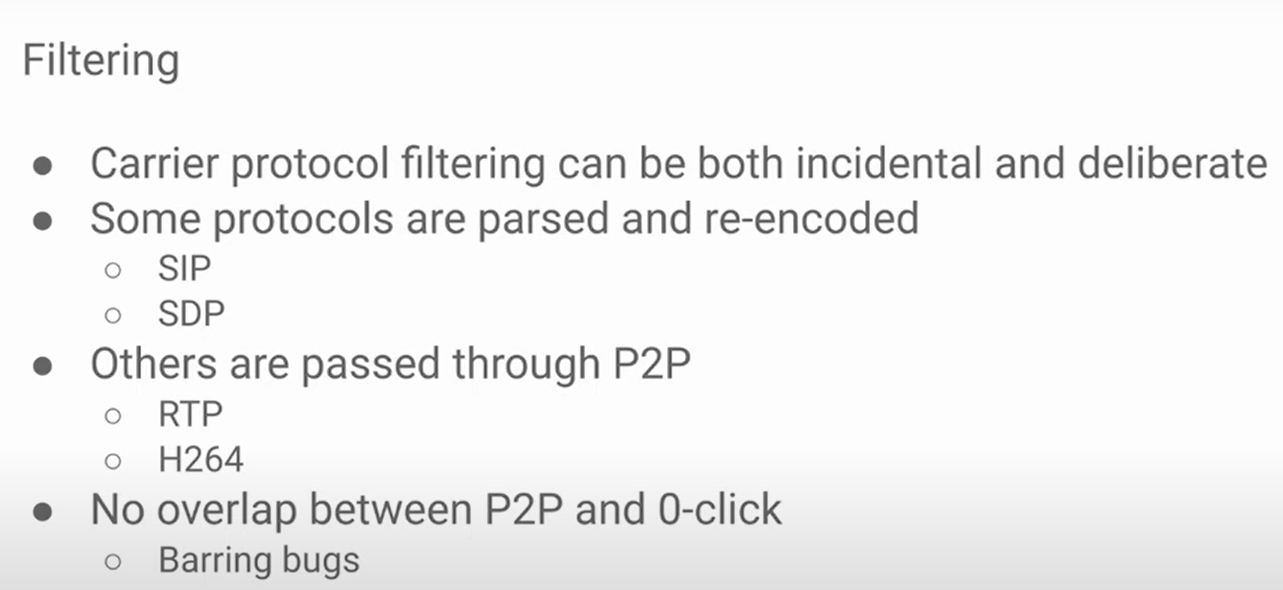 Filtering
● Carrier protocol filtering can be both incidental and deliberate
● Some protocols are parsed and re-encoded
○ SIP
○ SDP
● Others are passed through P2P
○ RTP
○ H264
● No overlap between P2P and 0-click
○ Barring bugs